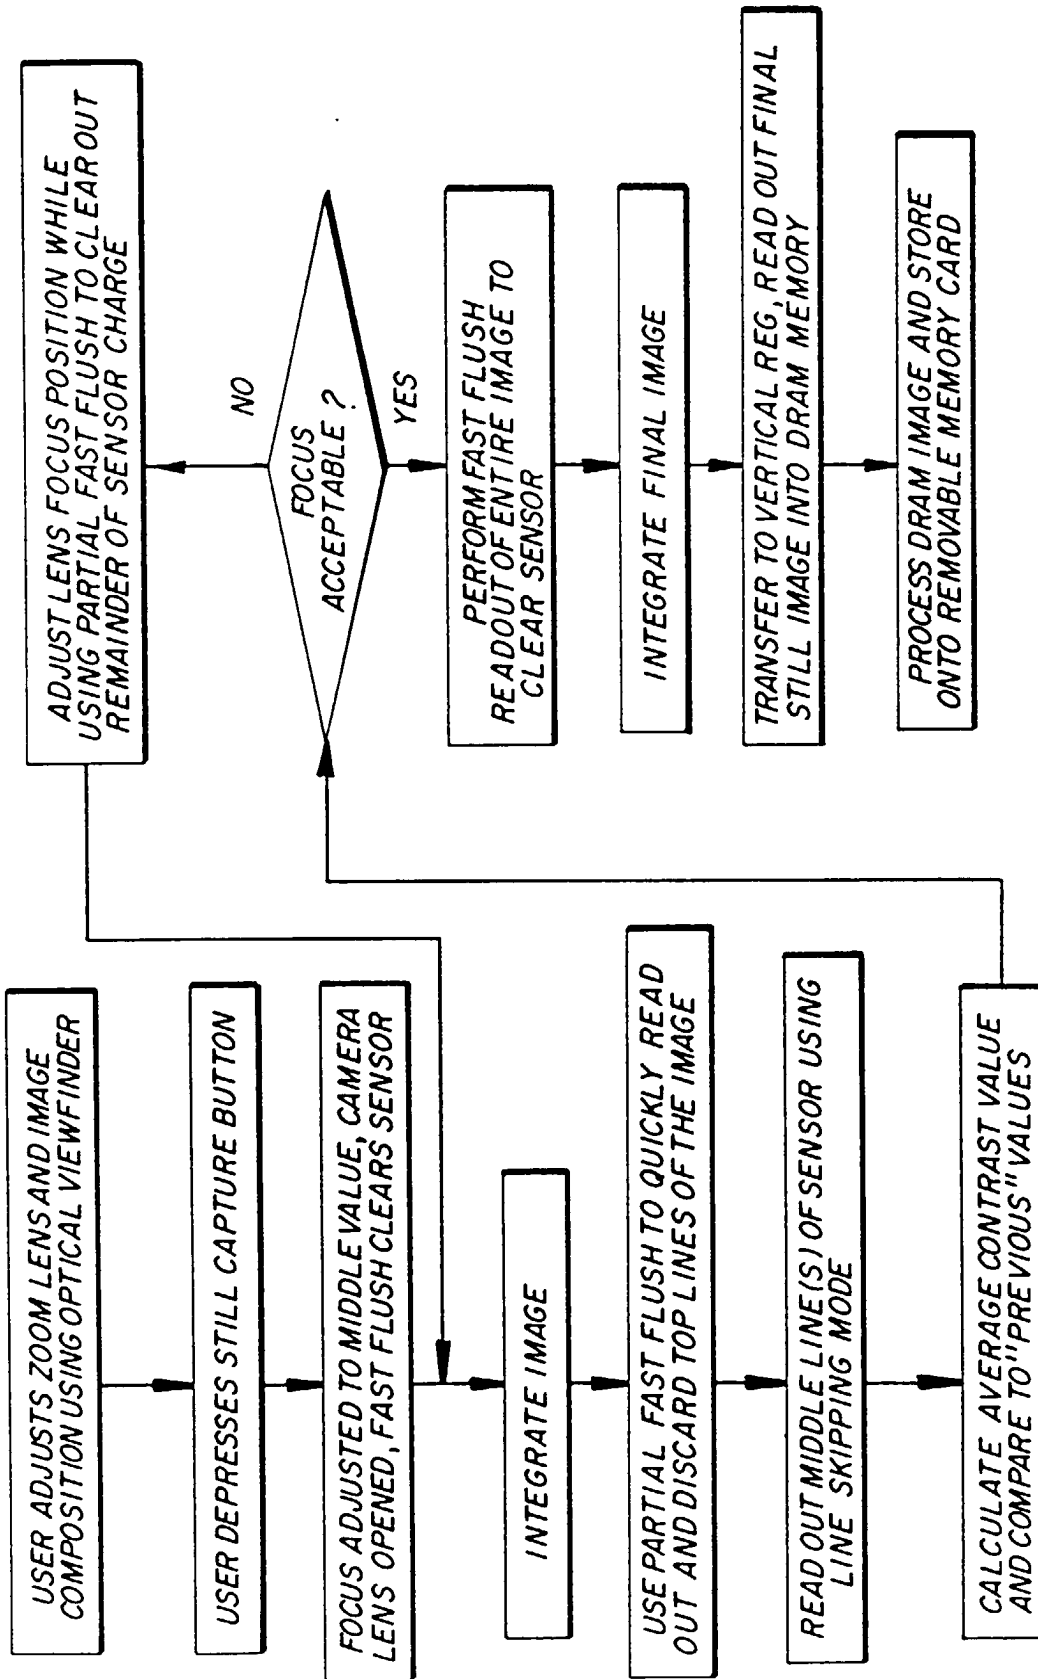 USER ADJUSTS ZOOM LENS AND IMAGE
COMPOSITION USING OPTICAL VIEWFINDER
USER DEPRESSES STILL CAPTURE BUTTON
FOCUS ADJUSTED TO MIDDLE VALUE, CAMERA
LENS OPENED, FAST FLUSH CLEARS SENSOR
INTEGRATE IMAGE
USE PARTIAL FAST FLUSH TO QUICKLY READ
OUT AND DISCARD TOP LINES OF THE IMAGE
READ OUT MIDDLE LINE(S) OF SENSOR USING
LINE SKIPPING MODE
CALCULATE AVERAGE CONTRAST VALUE
AND COMPARE TO "PREVIOUS" VALUES
ADJUST LENS FOCUS POSITION WHILE
USING PARTIAL FAST FLUSH TO CLEAR OUT
REMAINDER OF SENSOR CHARGE
NO
FOCUS
ACCEPTABLE ?
YES
PERFORM FAST FLUSH
READOUT OF ENTIRE IMAGE TO
CLEAR SENSOR
INTEGRATE FINAL IMAGE
TRANSFER TO VERTICAL REG, READ OUT FINAL
STILL IMAGE INTO DRAM MEMORY
PROCESS DRAM IMAGE AND STORE
ONTO REMOVABLE MEMORY CARD